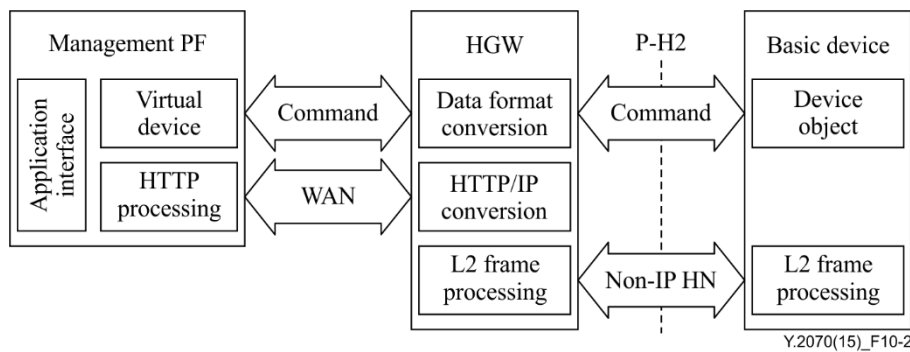 Management PF
Application
interface
Virtual
device
HTTP
processing
Command
WAN
HGW
Data format
conversion
HTTP/IP
conversion
L2 frame
processing
P-H2
Command
Non-IP HN
Basic device
Device
object
L2 frame
processing
Y.2070(15)_F10-2